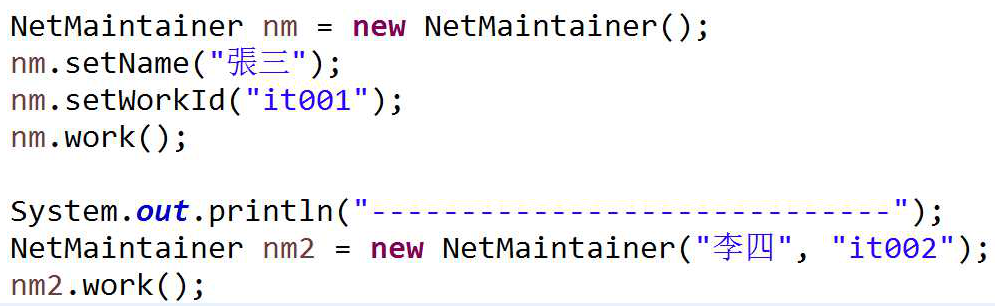 NetMaintainer nm = new NetMaintainer();
nm.setName("張三");
nm.setWorkId("it001");
nm.work();
System.out.println("------------------------------");
NetMaintainer nm2 = new NetMaintainer("李四", "it002");
nm2.work();